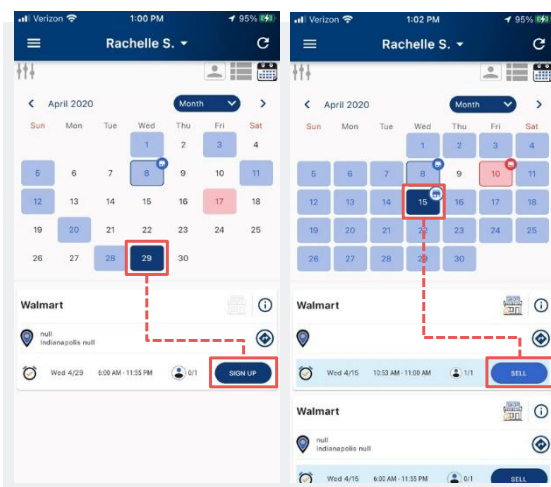 Verizon 1:00 PM 95%
Rachelle S.
April 2020 Month
Sun Mon Tue Wed Thu Fri Sat
1 2 3 4
5 6 7 8 9 10 11
12 13 14 15 16 17 18
19 20 21 22 23 24 25
26 27 28 29 30
Walmart
null
Indianapolis null
Wed 4/29 6:00 AM - 11:55 PM 0/1 SIGN UP
Verizon 1:02 PM 95%
Rachelle S.
April 2020 Month
Sun Mon Tue Wed Thu Fri Sat
1 2 3 4
5 6 7 8 9 10 11
12 13 14 15 16 17 18
19 20 21 22 23 24 25
26 27 28 29 30
Walmart
Wed 4/15 10:53 AM - 11:00 AM 1/1 SELL
Walmart
null
Indianapolis null
Wed 4/15 6:00 AM - 11:55 PM 0/1 SELL